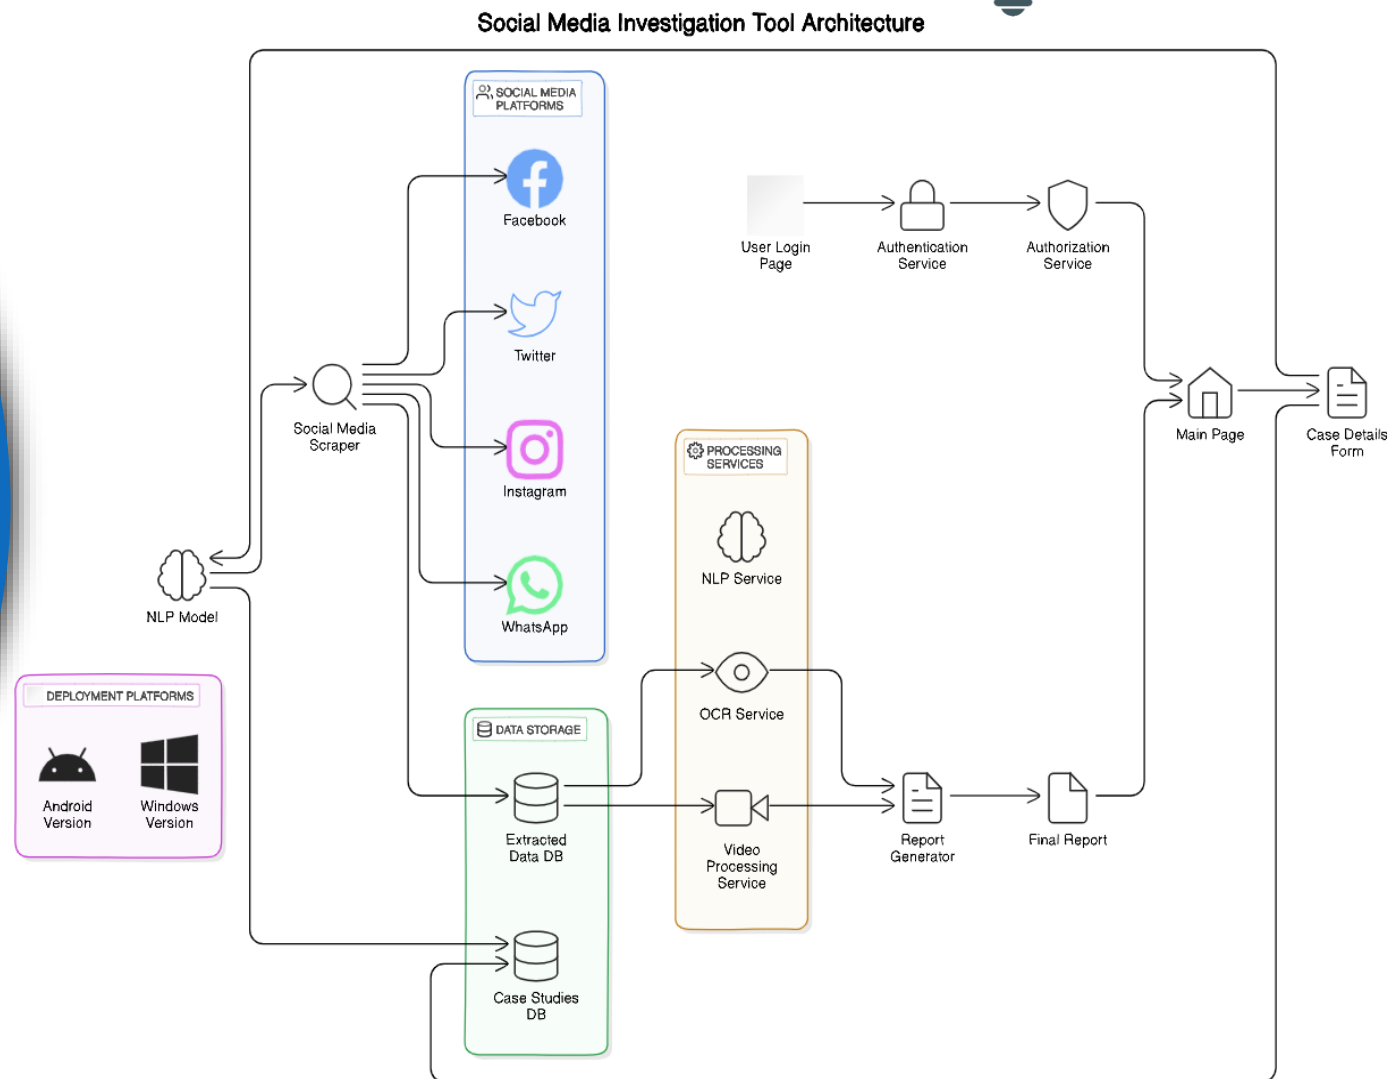 Social Media Investigation Tool Architecture
SOCIAL MEDIA
PLATFORMS
Facebook
Twitter
Instagram
WhatsApp
User Login
Page
Authentication
Service
Authorization
Service
Main Page
Case Details
Form
Social Media
Scraper
NLP Model
PROCESSING
SERVICES
NLP Service
OCR Service
Video
Processing
Service
DEPLOYMENT PLATFORMS
Android
Version
Windows
Version
DATA STORAGE
Extracted
Data DB
Case Studies
DB
Report
Generator
Final Report